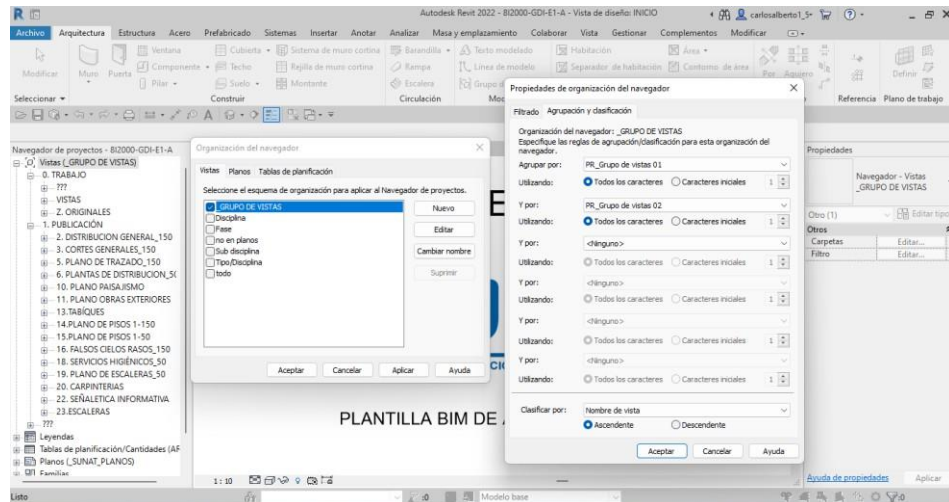 Autodesk Revit 2022 - 8I2000-GDI-E1-A - Vista de diseño: INICIO
carlosalberto1_5
Archivo Arquitectura Estructura Acero Prefabricado Sistemas Insertar Anotar Analizar Masa y emplazamiento Colaborar Vista Gestionar Complementos Modificar
Modificar
Muro
Puerta
Ventana
Componente
Pilar
Cubierta
Techo
Suelo
Sistema de muro cortina
Rejilla de muro cortina
Montante
Barandilla
Rampa
Escalera
Texto modelado
Línea de modelo
Habitación
Separador de habitación
Área
Contorno de área
Definir
Seleccionar
Construir
Circulación
Referencia
Plano de trabajo
Navegador de proyectos - 8I2000-GDI-E1-A
Vistas (_GRUPO DE VISTAS)
0. TRABAJO
???
VISTAS
Z. ORIGINALES
1. PUBLICACIÓN
2. DISTRIBUCION GENERAL_150
3. CORTES GENERALES_150
5. PLANO DE TRAZADO_150
6. PLANTAS DE DISTRIBUCION_5(
10. PLANO PAISAJISMO
11. PLANO OBRAS EXTERIORES
13.TABÍQUES
14.PLANO DE PISOS 1-150
15.PLANO DE PISOS 1-50
16. FALSOS CIELOS RASOS_150
18. SERVICIOS HIGIÉNICOS_50
19. PLANO DE ESCALERAS_50
20. CARPINTERIAS
22. SEÑALETICA INFORMATIVA
23.ESCALERAS
???
Leyendas
Tablas de planificación/Cantidades (AF
Planos (_SUNAT_PLANOS)
Familias
Listo
Organización del navegador
Vistas Planos Tablas de planificación
Seleccione el esquema de organización para aplicar al Navegador de proyectos.
_GRUPO DE VISTAS
Disciplina
Fase
no en planos
Sub disciplina
Tipo/Disciplina
todo
Nuevo
Editar
Cambiar nombre
Suprimir
Aceptar Cancelar Aplicar Ayuda
PLANTILLA BIM DE
1 : 10
Modelo base
Propiedades de organización del navegador
Filtrado Agrupación y clasificación
Organización del navegador: _GRUPO DE VISTAS
Especifique las reglas de agrupación/clasificación para esta organización del
navegador.
Agrupar por: PR_Grupo de vistas 01
Utilizando: Todos los caracteres Caracteres iniciales 1
Y por: PR_Grupo de vistas 02
Utilizando: Todos los caracteres Caracteres iniciales 1
Y por: <Ninguno>
Utilizando: Todos los caracteres Caracteres iniciales 1
Y por: <Ninguno>
Utilizando: Todos los caracteres Caracteres iniciales 1
Y por: <Ninguno>
Utilizando: Todos los caracteres Caracteres iniciales 1
Y por: <Ninguno>
Utilizando: Todos los caracteres Caracteres iniciales 1
Clasificar por: Nombre de vista
Ascendente Descendente
Aceptar Cancelar Ayuda
Propiedades
Navegador - Vistas
_GRUPO DE VISTAS
Otro (1)
Editar tipo
Otros
Carpetas Editar...
Filtro Editar...
Ayuda de propiedades
Aplicar